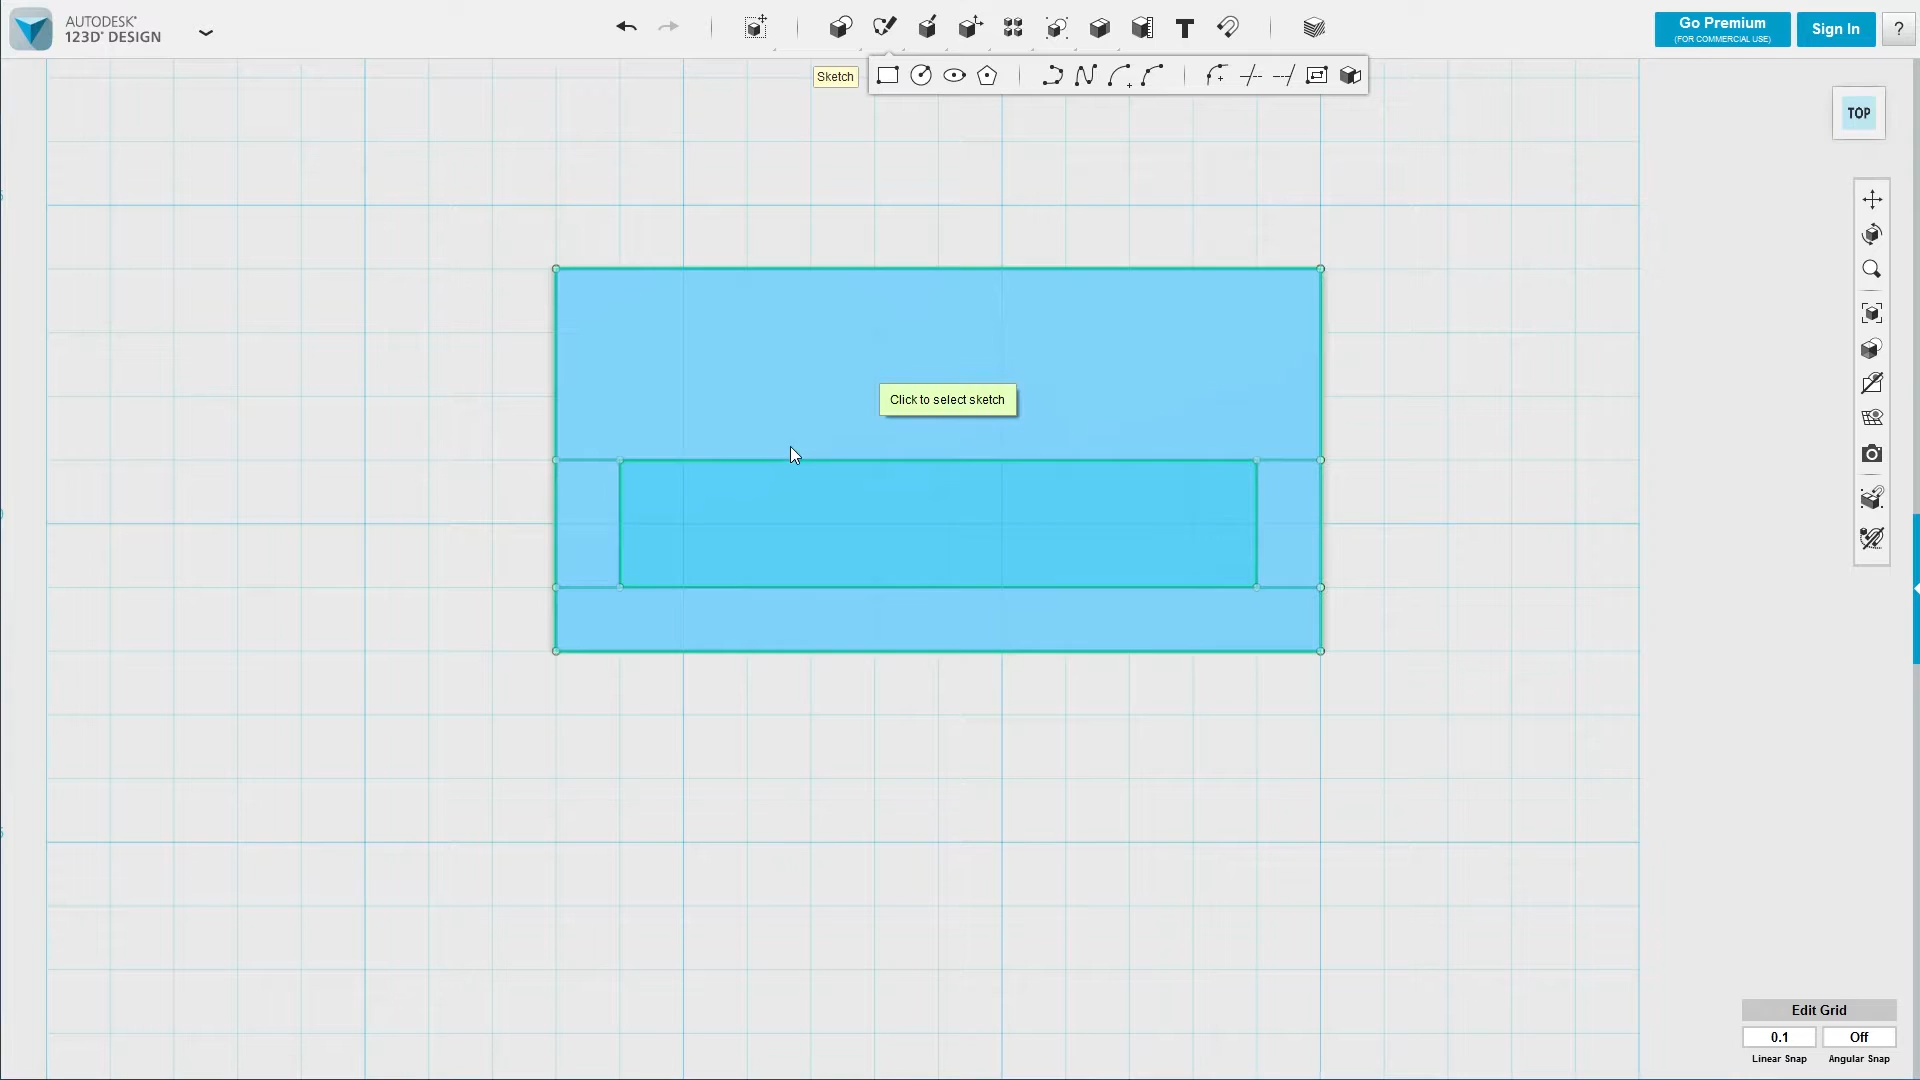 AUTODESK®
123D® DESIGN
Go Premium
(FOR COMMERCIAL USE)
Sign In
?
Sketch
T
TOP
Click to select sketch
Edit Grid
0.1
Off
Linear Snap
Angular Snap